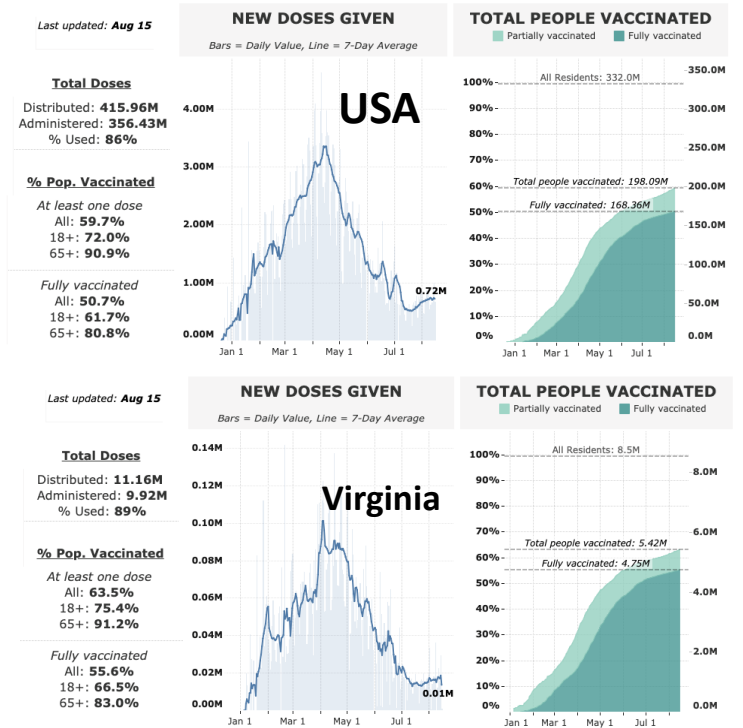 Last updated: Aug 15
Total Doses
Distributed: 415.96M
Administered: 356.43M
% Used: 86%
% Pop. Vaccinated
At least one dose
All: 59.7%
18+: 72.0%
65+: 90.9%
Fully vaccinated
All: 50.7%
18+: 61.7%
65+: 80.8%
NEW DOSES GIVEN
Bars = Daily Value, Line = 7-Day Average
USA
4.00M
3.00M
2.00M
1.00M
0.00M
0.72M
Jan 1 Mar 1 May 1 Jul 1
TOTAL PEOPLE VACCINATED
Partially vaccinated Fully vaccinated
All Residents: 332.0M
Total people vaccinated: 198.09M
Fully vaccinated: 168.36M
100%
90%
80%
70%
60%
50%
40%
30%
20%
10%
0%
350.0M
300.0M
250.0M
200.0M
150.0M
100.0M
50.0M
0.0M
Jan 1 Mar 1 May 1 Jul 1
Last updated: Aug 15
Total Doses
Distributed: 11.16M
Administered: 9.92M
% Used: 89%
% Pop. Vaccinated
At least one dose
All: 63.5%
18+: 75.4%
65+: 91.2%
Fully vaccinated
All: 55.6%
18+: 66.5%
65+: 83.0%
NEW DOSES GIVEN
Bars = Daily Value, Line = 7-Day Average
Virginia
0.14M
0.12M
0.10M
0.08M
0.06M
0.04M
0.02M
0.00M
0.01M
Jan 1 Mar 1 May 1 Jul 1
TOTAL PEOPLE VACCINATED
Partially vaccinated Fully vaccinated
All Residents: 8.5M
Total people vaccinated: 5.42M
Fully vaccinated: 4.75M
100%
90%
80%
70%
60%
50%
40%
30%
20%
10%
0%
8.0M
6.0M
4.0M
2.0M
0.0M
Jan 1 Mar 1 May 1 Jul 1